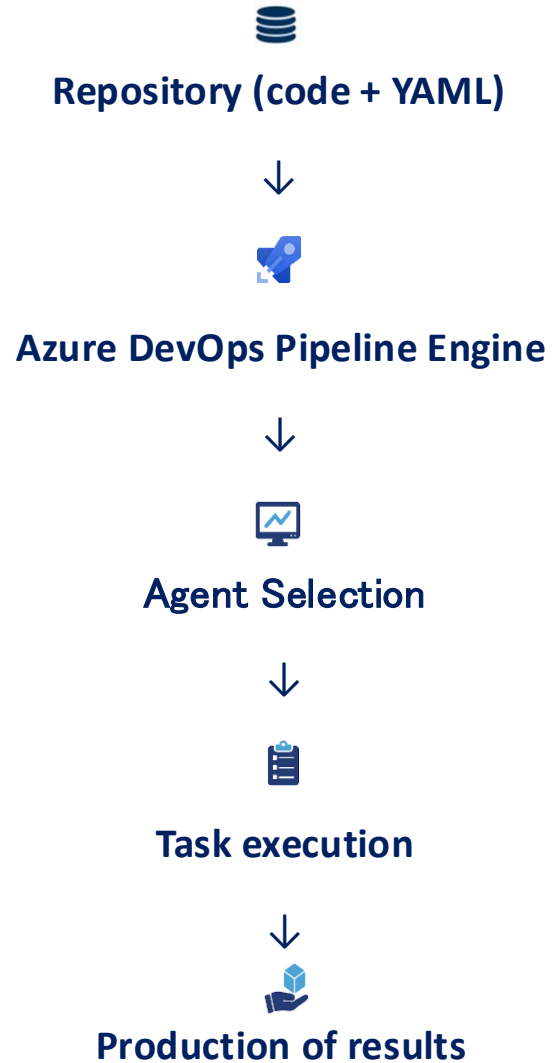 Repository (code + YAML)
↓
Azure DevOps Pipeline Engine
↓
Agent Selection
↓
Task execution
↓
Production of results